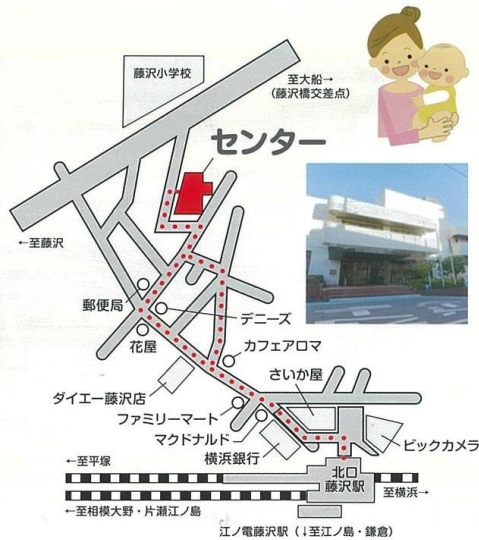 藤沢小学校
至大船→
(藤沢橋交差点)
センター
←至藤沢
郵便局
デニーズ
花屋
カフェアロマ
ダイエー藤沢店
さいか屋
ファミリーマート
マクドナルド
横浜銀行
ビックカメラ
←至平塚
北口
藤沢駅
至横浜→
←至相模大野・片瀬江ノ島
江ノ電藤沢駅(↓至江ノ島・鎌倉)